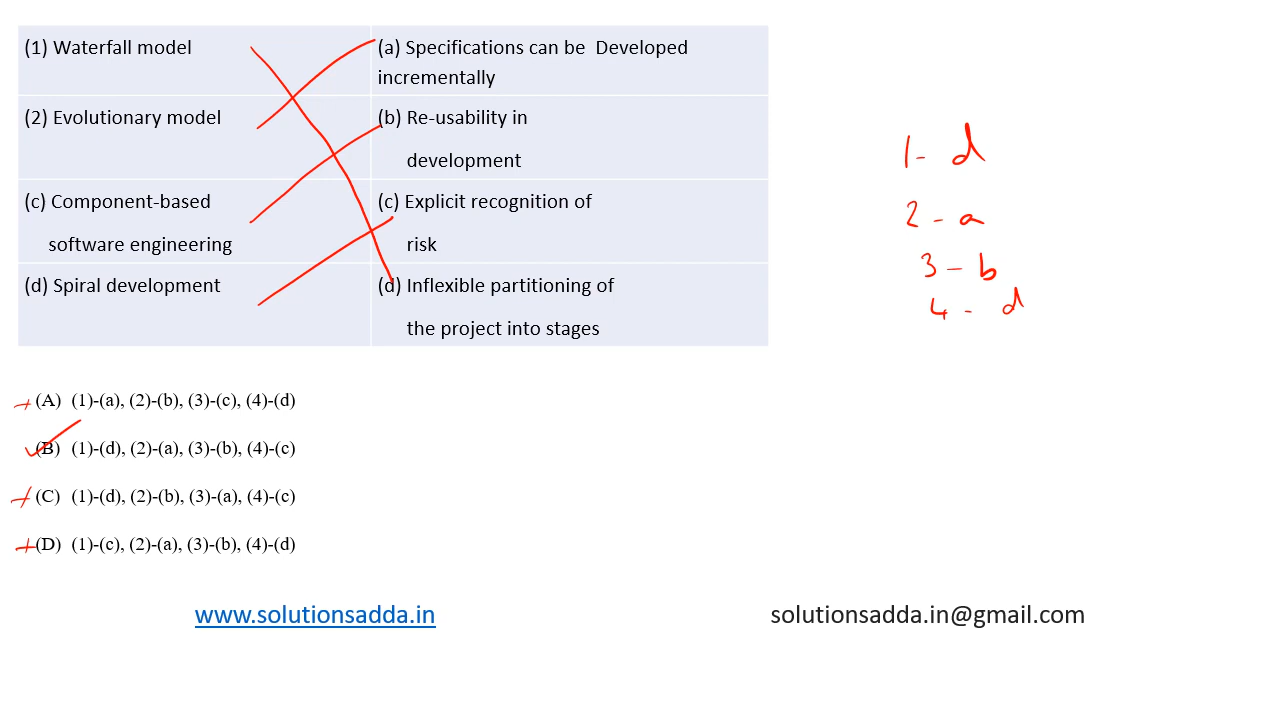 (1) Waterfall model
(a) Specifications can be Developed
incrementally
(2) Evolutionary model
(b) Re-usability in
development
(c) Component-based
software engineering
(c) Explicit recognition of
risk
(d) Spiral development
(d) Inflexible partitioning of
the project into stages
1- d
2 - a
3 - b
4 - d
(A) (1)-(a), (2)-(b), (3)-(c), (4)-(d)
(B) (1)-(d), (2)-(a), (3)-(b), (4)-(c)
(C) (1)-(d), (2)-(b), (3)-(a), (4)-(c)
(D) (1)-(c), (2)-(a), (3)-(b), (4)-(d)
www.solutionsadda.in
solutionsadda.in@gmail.com